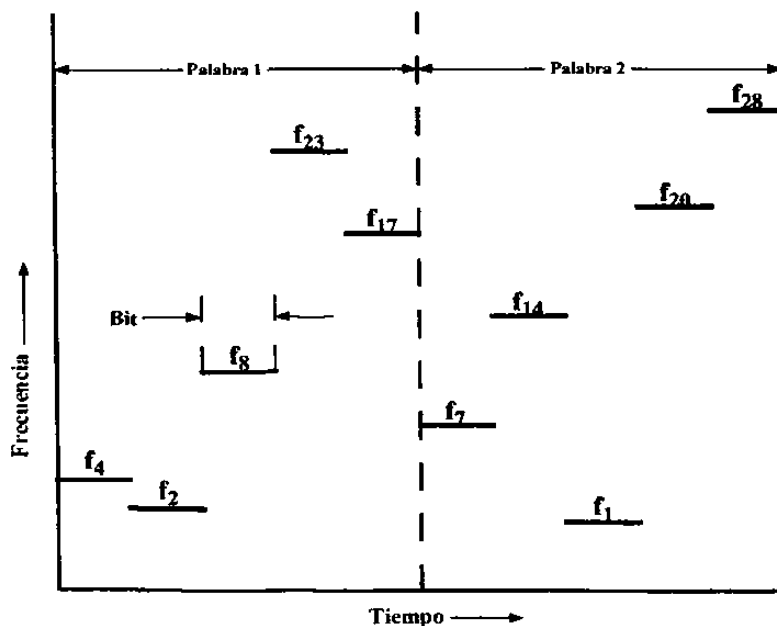 Palabra 1
Palabra 2
f28
f23
f20
f17
f14
Bit
f8
f7
f4
f2
f1
Frecuencia
Tiempo